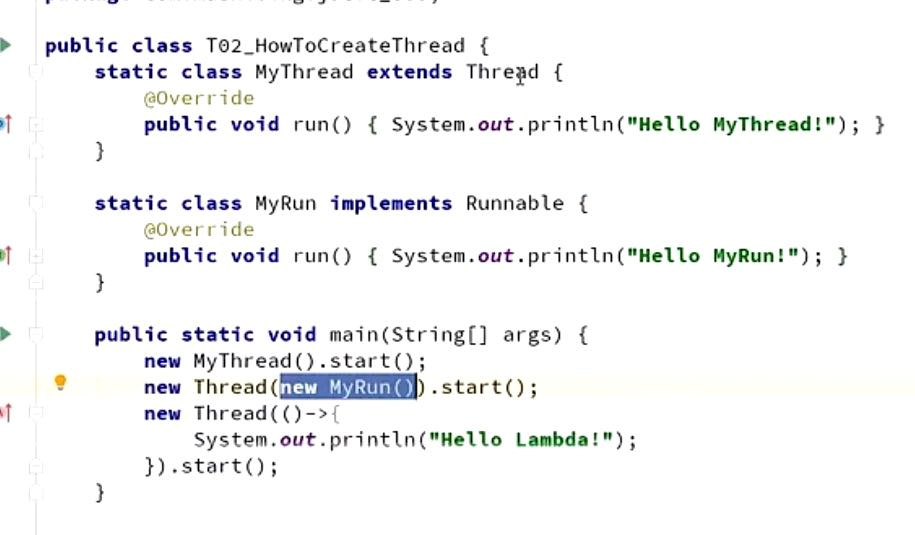 public class T02_HowToCreateThread {
static class MyThread extends Thread {
@Override
public void run() { System.out.println("Hello MyThread!"); }
}
static class MyRun implements Runnable {
@Override
public void run() { System.out.println("Hello MyRun!"); }
}
public static void main(String[] args) {
new MyThread().start();
new Thread(new MyRun()).start();
new Thread(()->{
System.out.println("Hello Lambda!");
}).start();
}